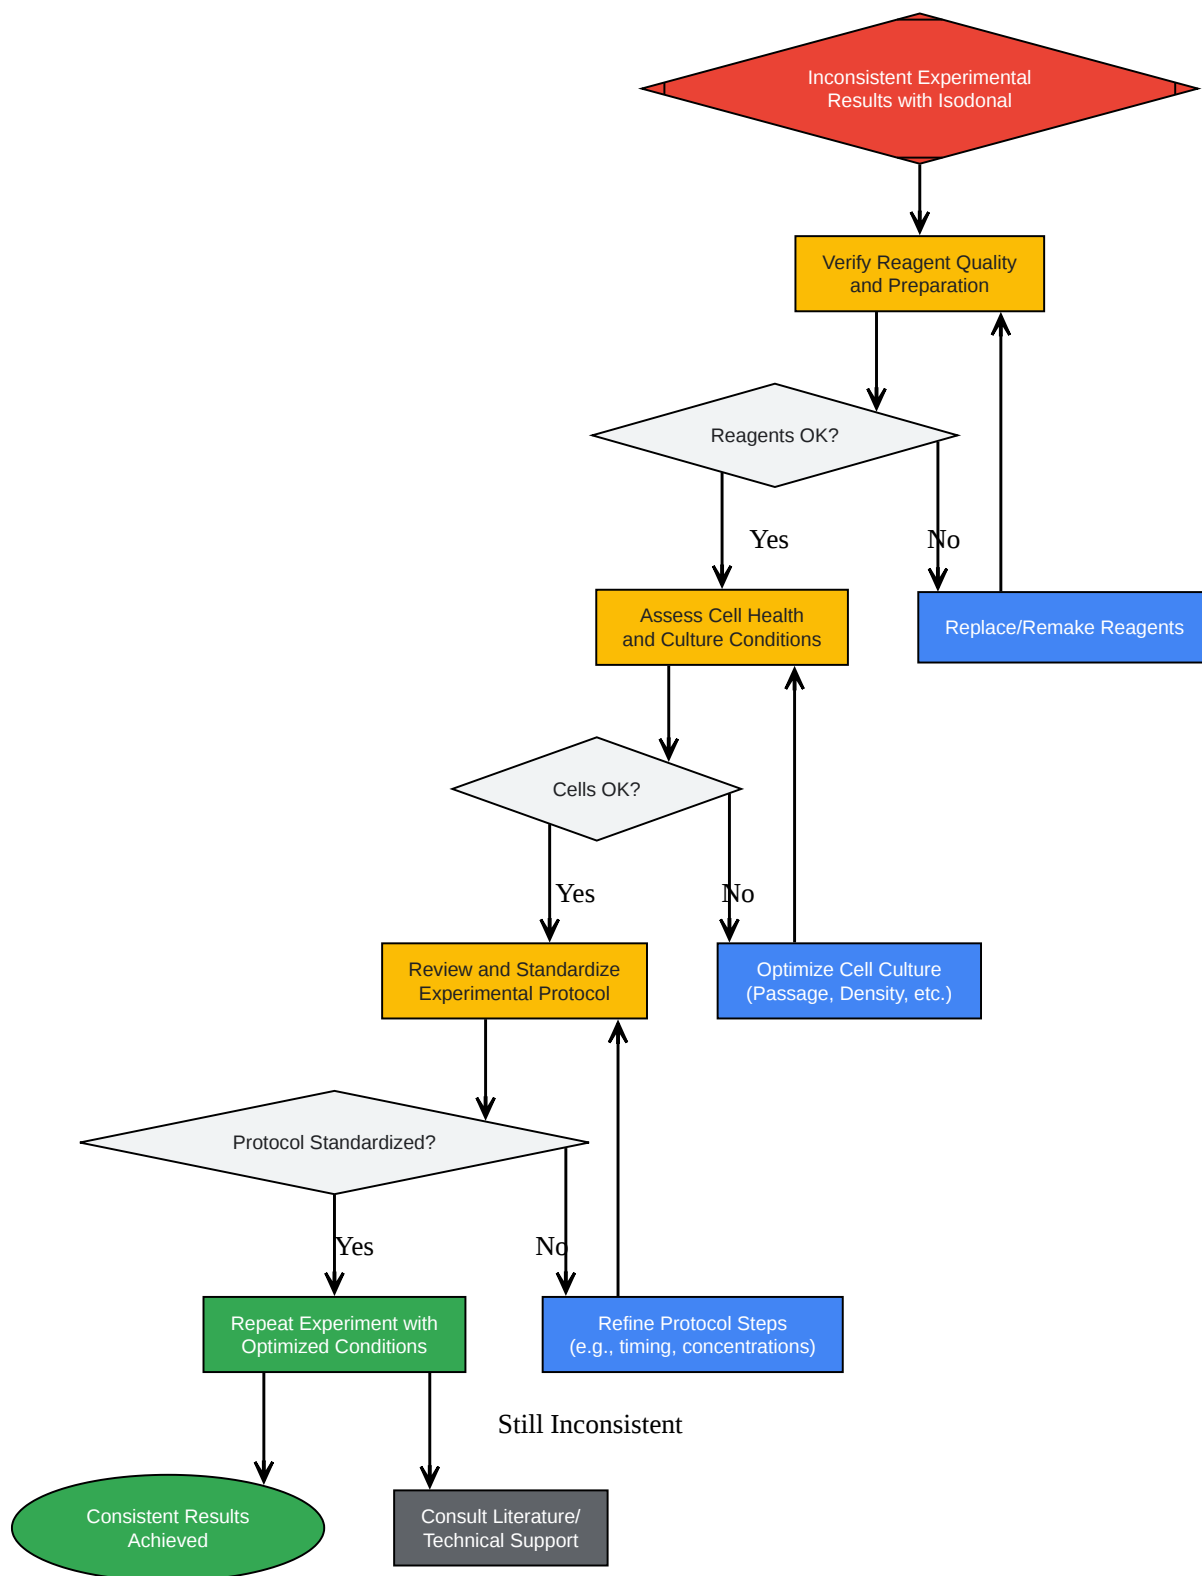 Inconsistent Experimental
Results with Isodonal
Verify Reagent Quality
and Preparation
Reagents OK?
Yes
No
Assess Cell Health
and Culture Conditions
Replace/Remake Reagents
Cells OK?
Yes
No
Review and Standardize
Experimental Protocol
Optimize Cell Culture
(Passage, Density, etc.)
Protocol Standardized?
Yes
No
Repeat Experiment with
Optimized Conditions
Refine Protocol Steps
(e.g., timing, concentrations)
Still Inconsistent
Consistent Results
Achieved
Consult Literature/
Technical Support